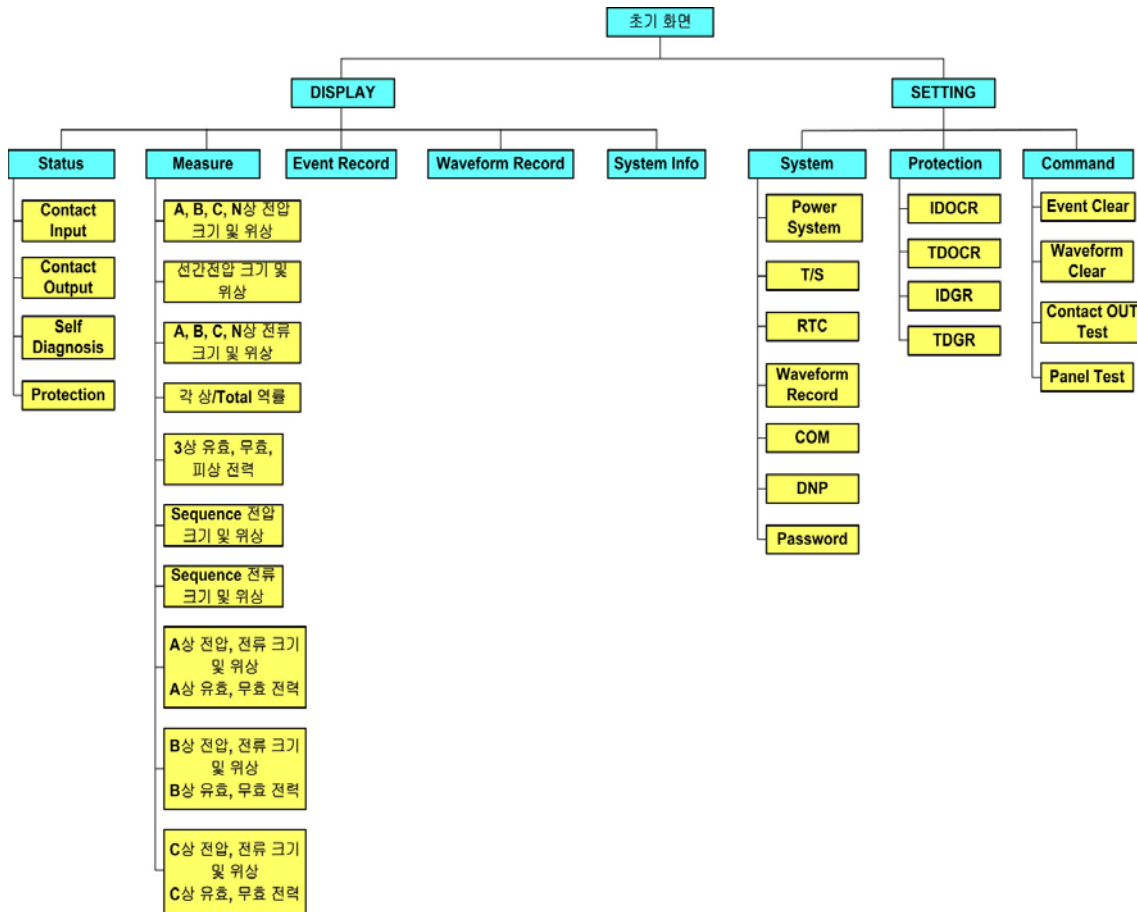 초기 화면
DISPLAY
SETTING
Status
Measure
Event Record
Waveform Record
System Info
System
Protection
Command
Contact
Input
Contact
Output
Self
Diagnosis
Protection
A, B, C, N상 전압
크기 및 위상
선간전압 크기 및
위상
A, B, C, N상 전류
크기 및 위상
각 상/Total 역률
3상 유효, 무효,
피상 전력
Sequence 전압
크기 및 위상
Sequence 전류
크기 및 위상
A상 전압, 전류 크기
및 위상
A상 유효, 무효 전력
B상 전압, 전류 크기
및 위상
B상 유효, 무효 전력
C상 전압, 전류 크기
및 위상
C상 유효, 무효 전력
Power
System
T/S
RTC
Waveform
Record
COM
DNP
Password
IDOCR
TDOCR
IDGR
TDGR
Event Clear
Waveform
Clear
Contact OUT
Test
Panel Test